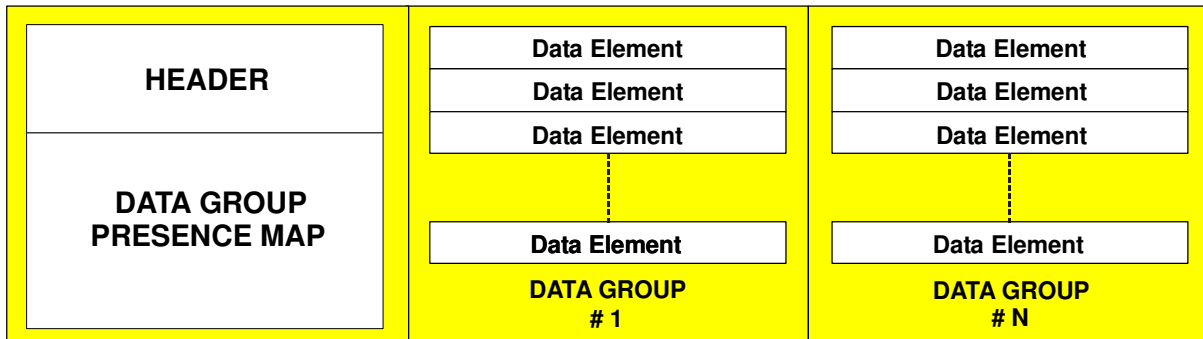 HEADER
DATA GROUP
PRESENCE MAP
Data Element
Data Element
Data Element
Data Element
DATA GROUP
# 1
Data Element
Data Element
Data Element
Data Element
DATA GROUP
# N